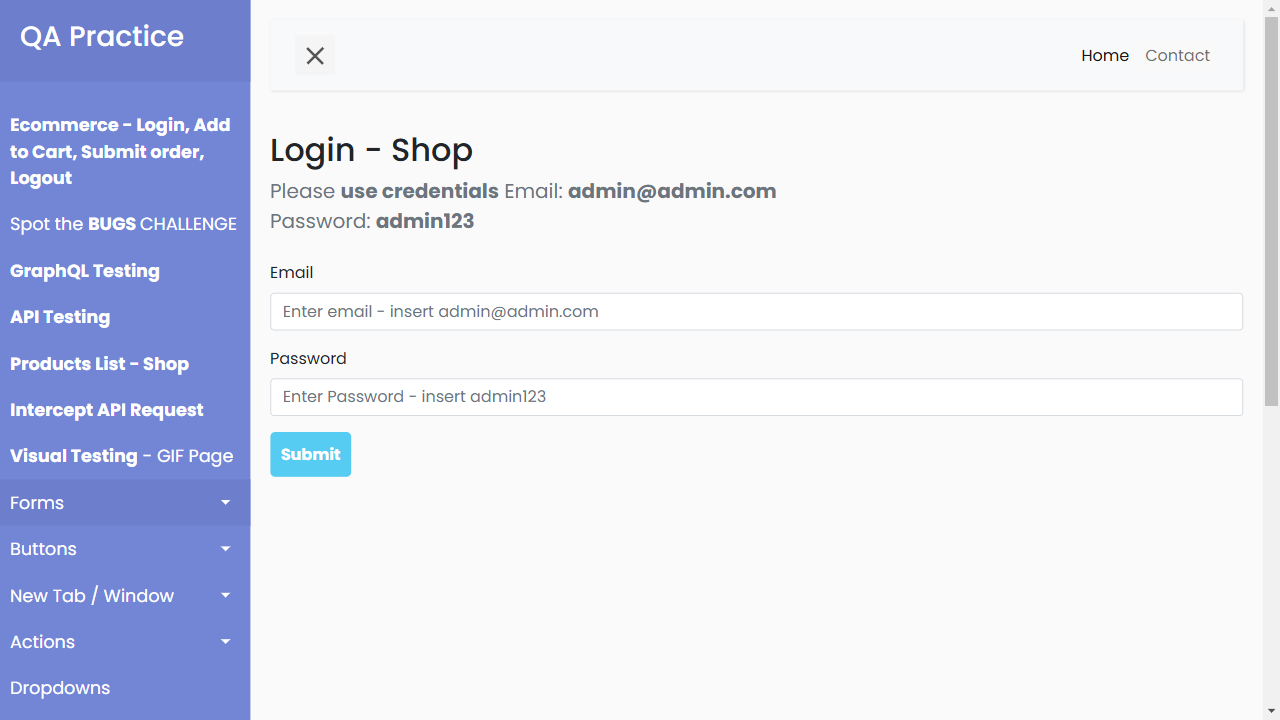 QA Practice
Ecommerce - Login, Add
to Cart, Submit order,
Logout
Spot the BUGS CHALLENGE
GraphQL Testing
API Testing
Products List - Shop
Intercept API Request
Visual Testing - GIF Page
Forms
Buttons
New Tab / Window
Actions
Dropdowns
Home Contact
Login - Shop
Please use credentials Email: admin@admin.com
Password: admin123
Email
Enter email - insert admin@admin.com
Password
Enter Password - insert admin123
Submit